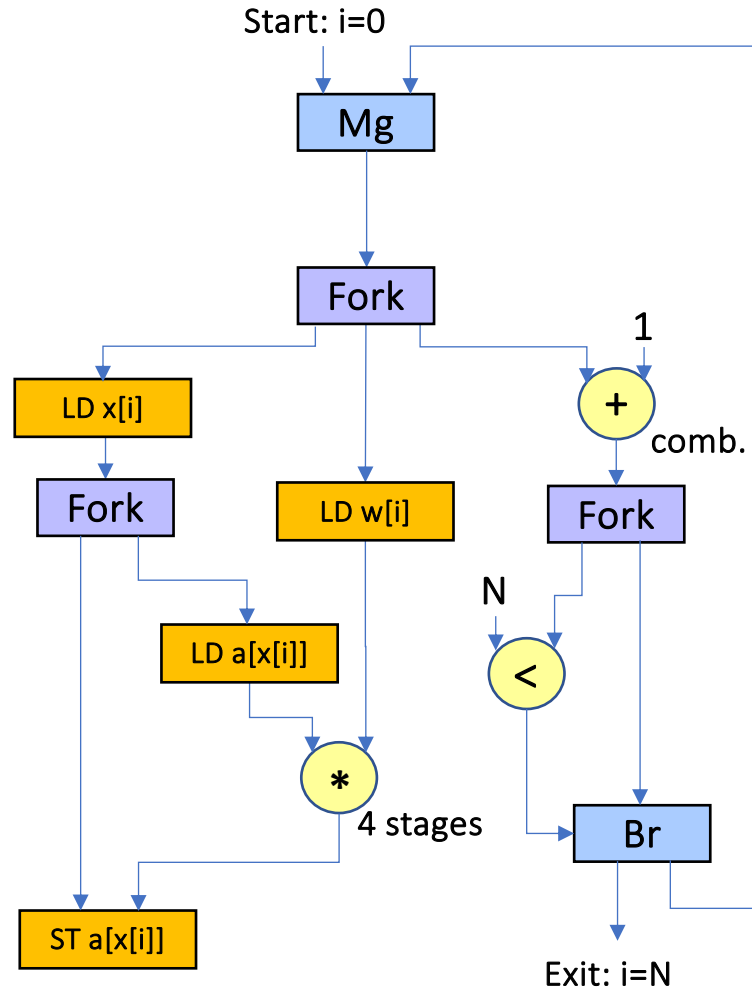 Start: i=0
Mg
Fork
1
LD x[i]
+
comb.
Fork
LD w[i]
Fork
N
LD a[x[i]]
<
*
4 stages
Br
ST a[x[i]]
Exit: i=N